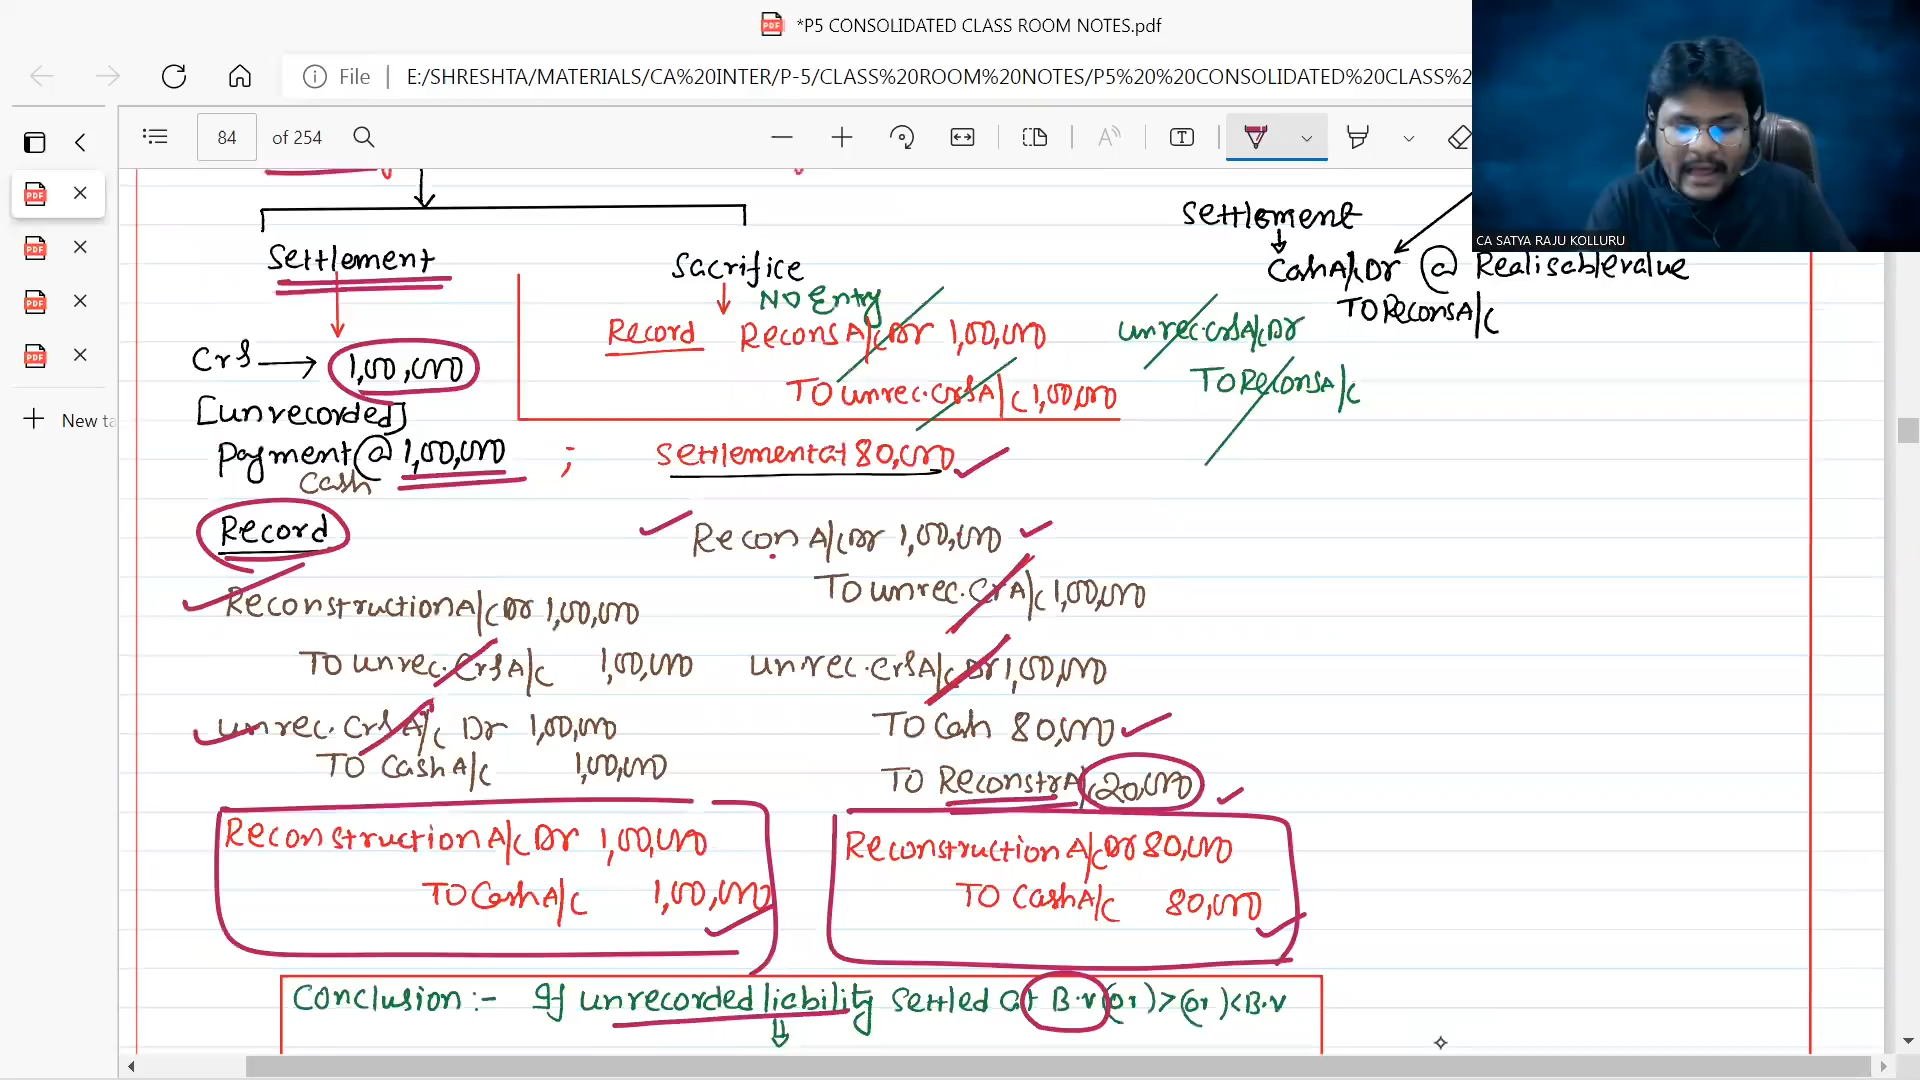 *P5 CONSOLIDATED CLASS ROOM NOTES.pdf
File
E:/SHRESHTA/MATERIALS/CA%20INTER/P-5/CLASS%20ROOM%20NOTES/P5%20%20CONSOLIDATED%20CLASS%2
84 of 254
New ta
CA SATYA RAJU KOLLURU
Settlement
Sacrifice
Settlement
Cash A/c Dr @ Realisable value
TO Recons A/c
NO Entry
Record Recons A/c Dr 1,00,000
TO unrec. Crs A/c 1,00,000
unrec. Crs A/c Dr
TO Recons A/c
Crs → 1,00,000
[unrecorded]
Payment @ 1,00,000 ; Settlement at 80,000
Cash
Record
Recon A/c Dr 1,00,000
TO unrec. Cr A/c 1,00,000
Reconstruction A/c Dr 1,00,000
TO unrec. Crs A/c 1,00,000
unrec. Crs A/c Dr 1,00,000
TO Cash A/c 1,00,000
unrec. Crs A/c Dr 1,00,000
TO Cash 80,000
TO Reconstr A/c 20,000
Reconstruction A/c Dr 1,00,000
TO Cash A/c 1,00,000
Reconstruction A/c Dr 80,000
TO Cash A/c 80,000
Conclusion :- If unrecorded liability Settled at B.V (or) > (or) < B.V